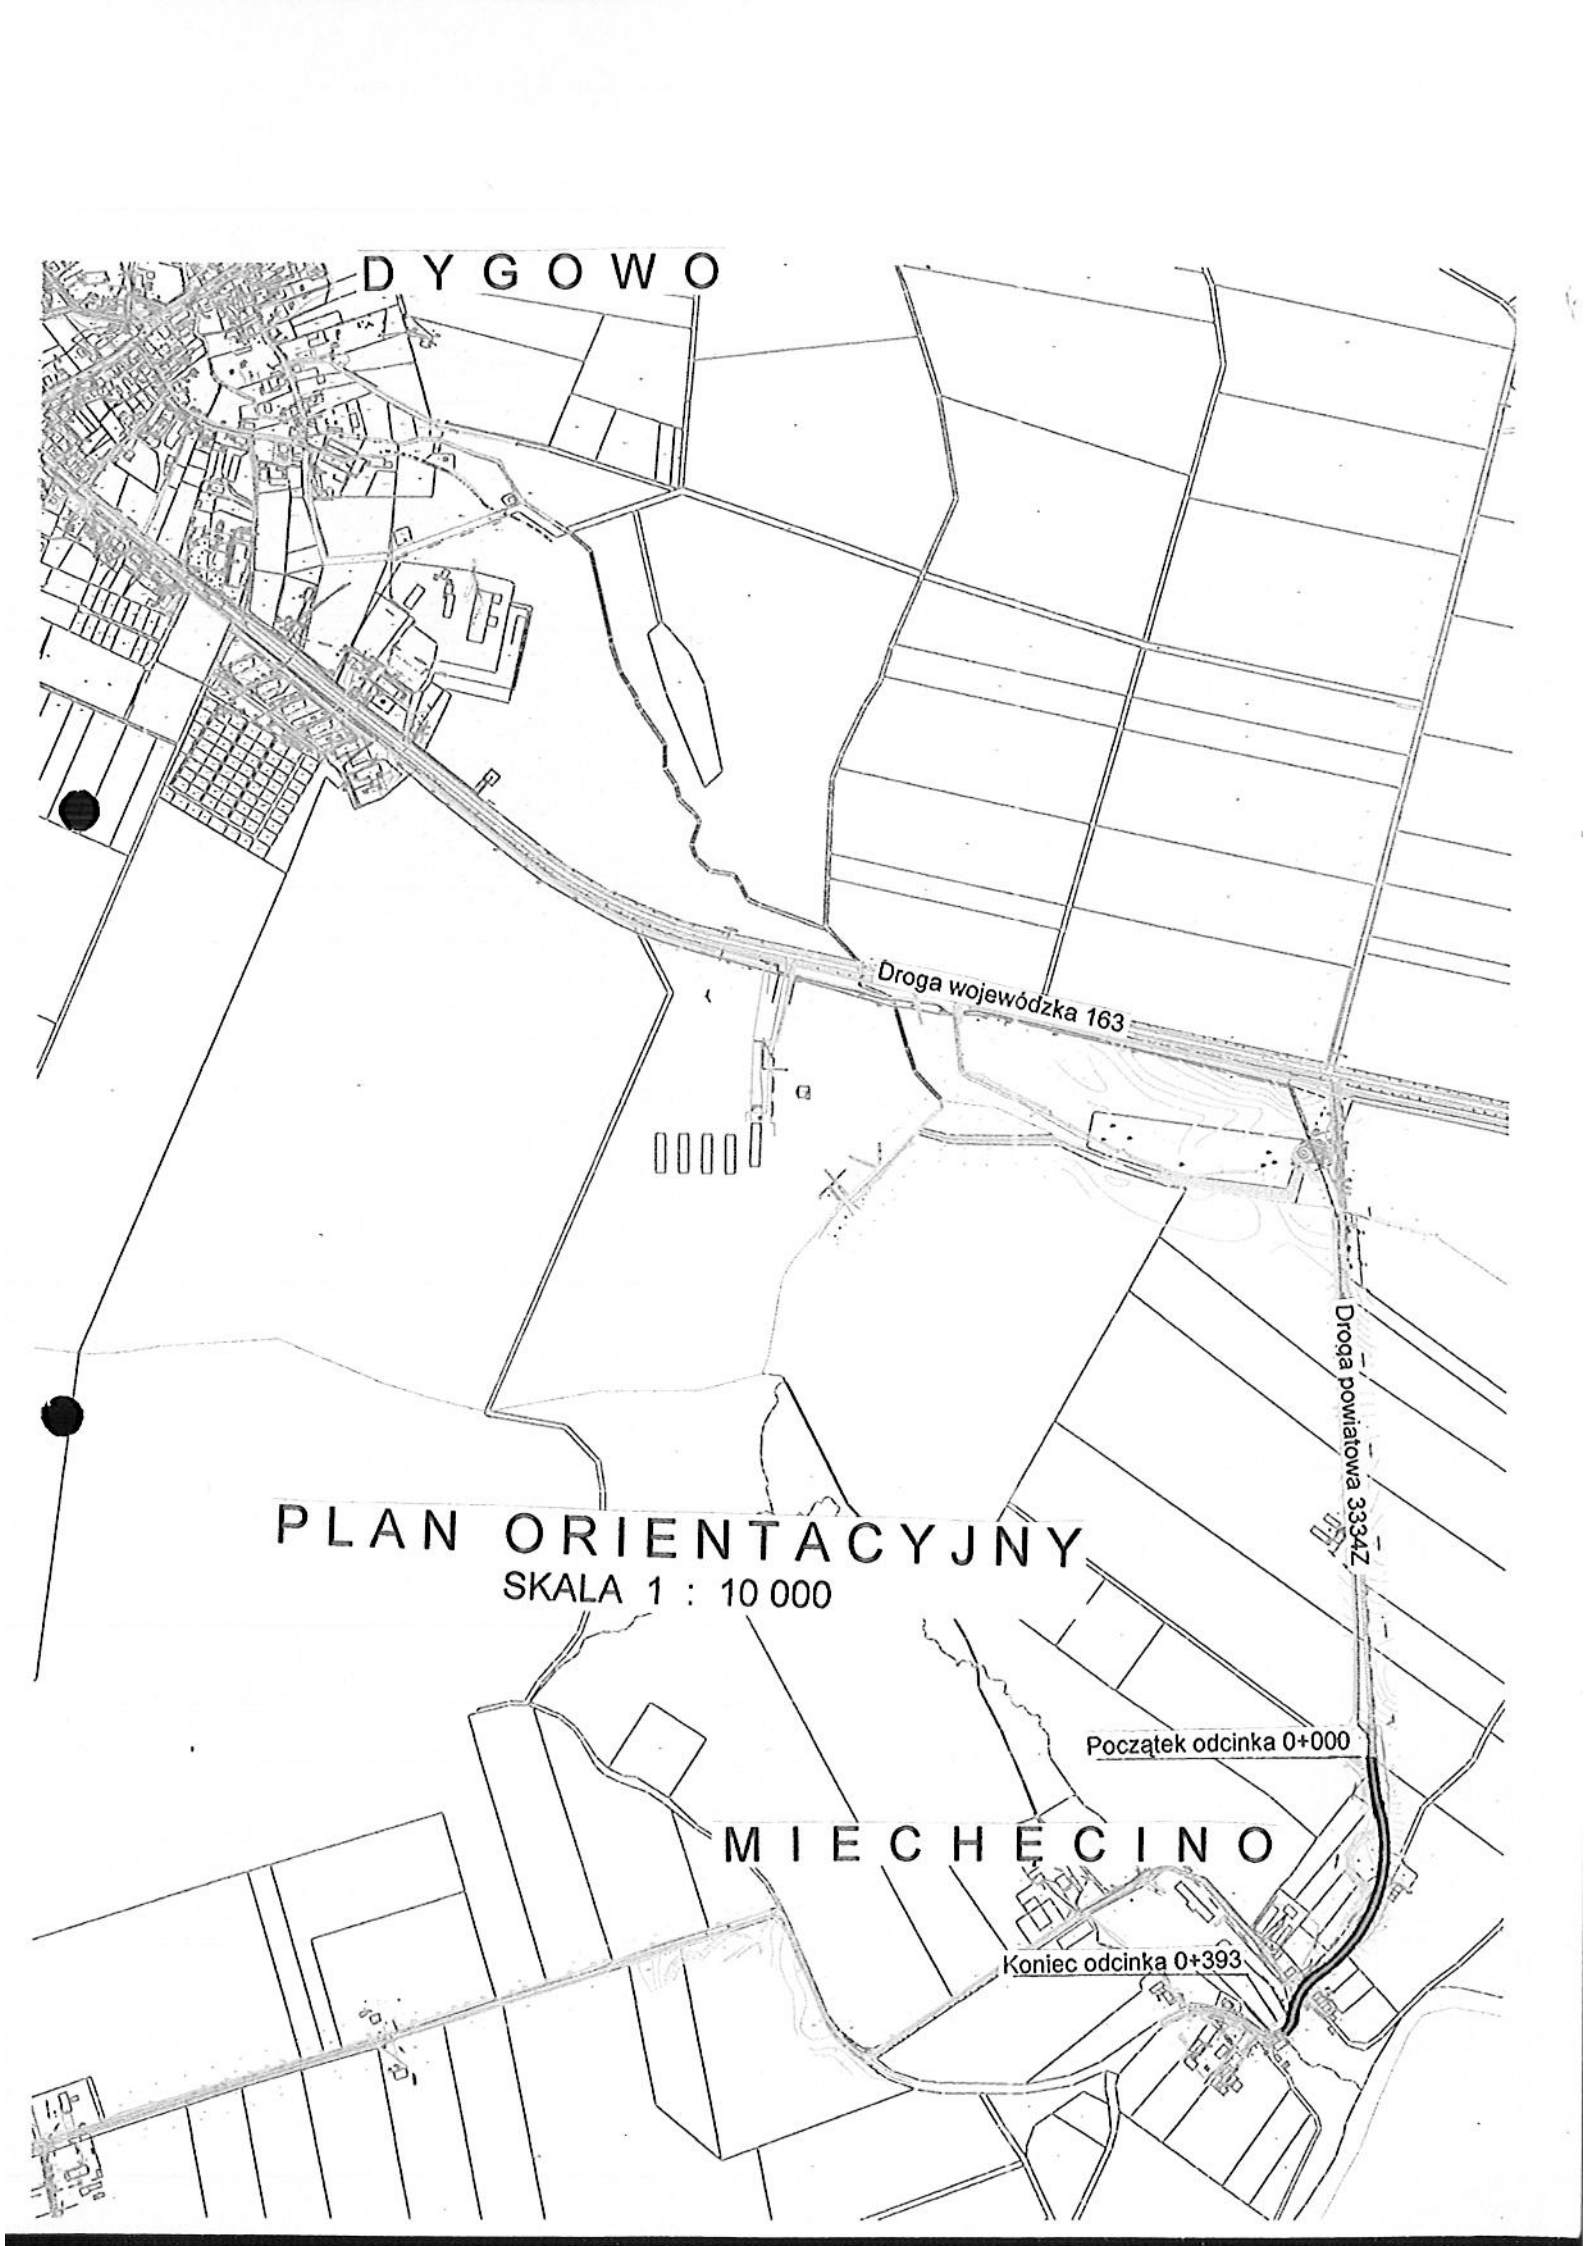 DYGOWO
Droga wojewódzka 163
Droga powiatowa 3334Z
PLAN ORIENTACYJNY
SKALA 1 : 10 000
Początek odcinka 0+000
MIECHĘCINO
Koniec odcinka 0+393